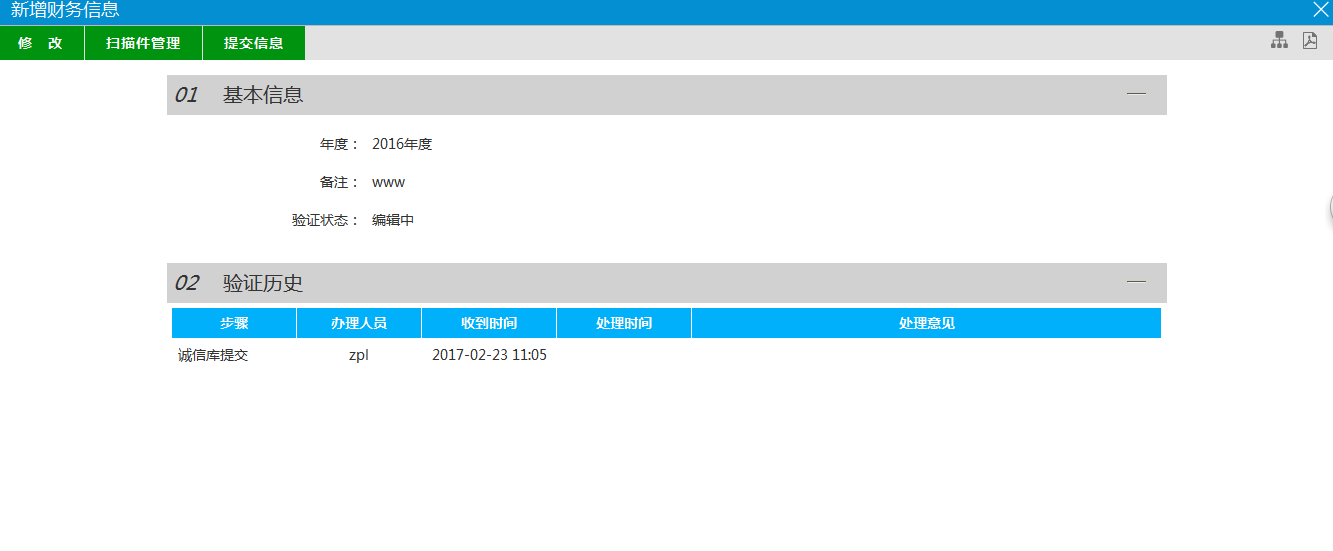 新增财务信息
修 改 扫描件管理 提交信息
01 基本信息
年度： 2016年度
备注： www
验证状态： 编辑中
02 验证历史
步骤 办理人员 收到时间 处理时间 处理意见
诚信库提交 zpl 2017-02-23 11:05